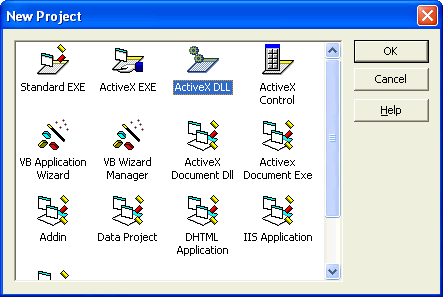 New Project
Standard EXE
ActiveX EXE
ActiveX DLL
ActiveX
Control
VB Application
Wizard
VB Wizard
Manager
ActiveX
Document Dll
Activex
Document Exe
Addin
Data Project
DHTML
Application
IIS Application
OK
Cancel
Help